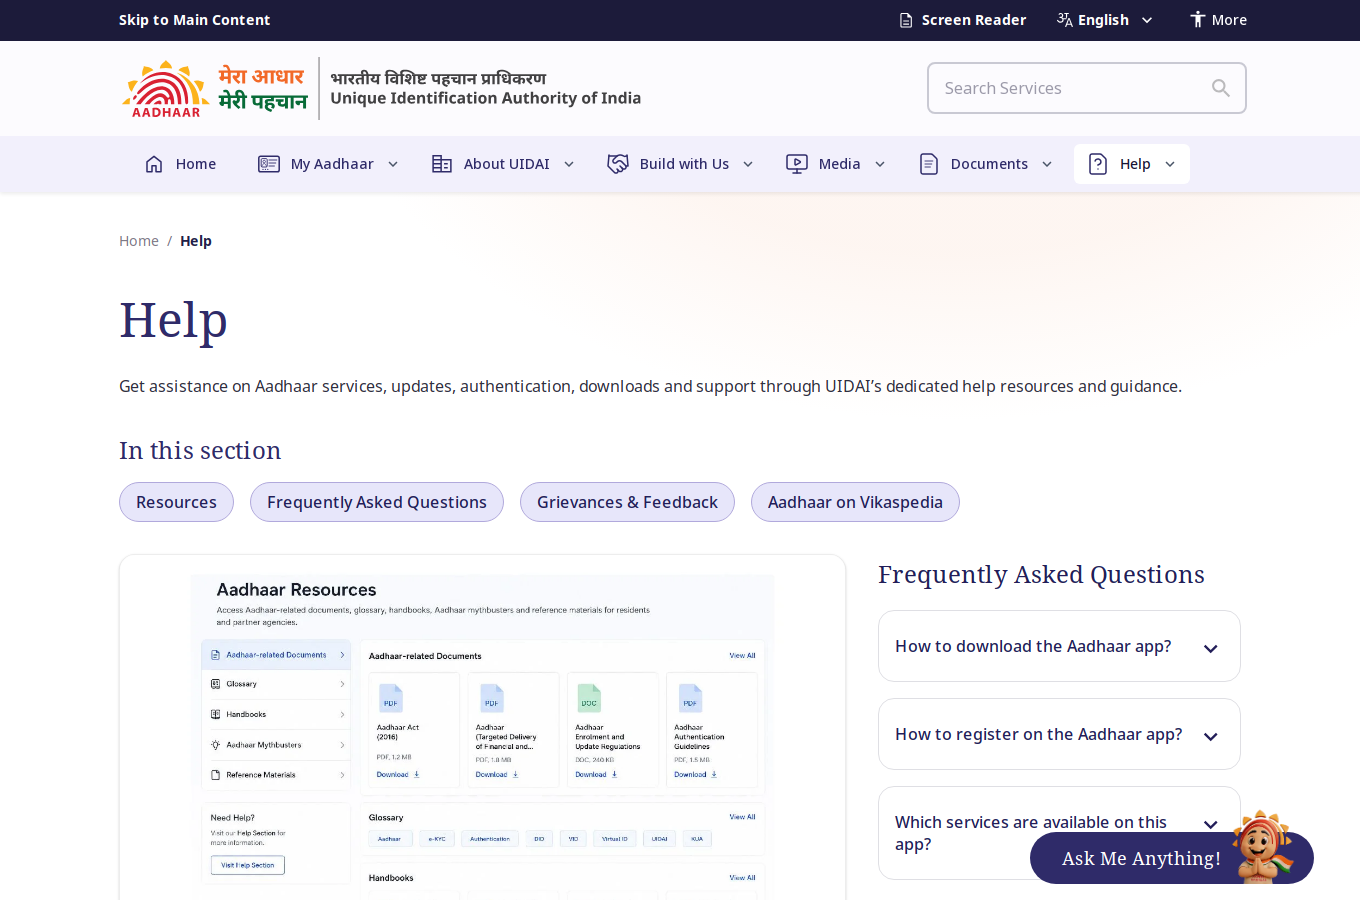 Skip to Main Content
Screen Reader
English
More
AADHAAR
मेरा आधार
मेरी पहचान
भारतीय विशिष्ट पहचान प्राधिकरण
Unique Identification Authority of India
Search Services
Home
My Aadhaar
About UIDAI
Build with Us
Media
Documents
Help
Home / Help
Help
Get assistance on Aadhaar services, updates, authentication, downloads and support through UIDAI’s dedicated help resources and guidance.
In this section
Resources
Frequently Asked Questions
Grievances & Feedback
Aadhaar on Vikaspedia
Aadhaar Resources
Access Aadhaar-related documents, glossary, handbooks, Aadhaar mythbusters and reference materials for residents
and partner agencies.
Aadhaar-related Documents
Glossary
Handbooks
Aadhaar Mythbusters
Reference Materials
Need Help?
Visit our Help Section for
more information.
Visit Help Section
Aadhaar-related Documents
View All
PDF
Aadhaar Act
(2016)
PDF, 1.2 MB
Download
PDF
Aadhaar
(Targeted Delivery
of Financial and...
PDF, 1.8 MB
Download
DOC
Aadhaar
Enrolment and
Update Regulations
DOC, 240 KB
Download
PDF
Aadhaar
Authentication
Guidelines
PDF, 1.5 MB
Download
Glossary
View All
Aadhaar
e-KYC
Authentication
DID
VID
Virtual ID
UIDAI
KUA
Handbooks
View All
Frequently Asked Questions
How to download the Aadhaar app?
How to register on the Aadhaar app?
Which services are available on this
app?
Ask Me Anything!